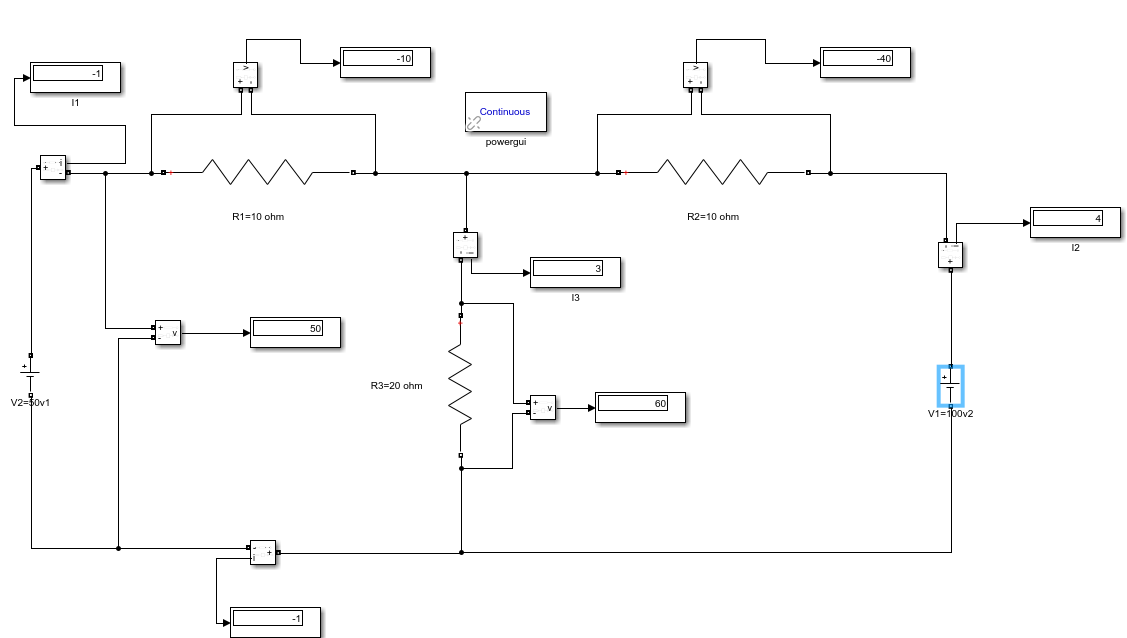 -10
-40
-1
I1
Continuous
powergui
i
+
-
R1=10 ohm
R2=10 ohm
4
I2
3
I3
50
+
-
v
R3=20 ohm
V2=50v1
60
+
-
v
V1=100v2
-
i
+
-1